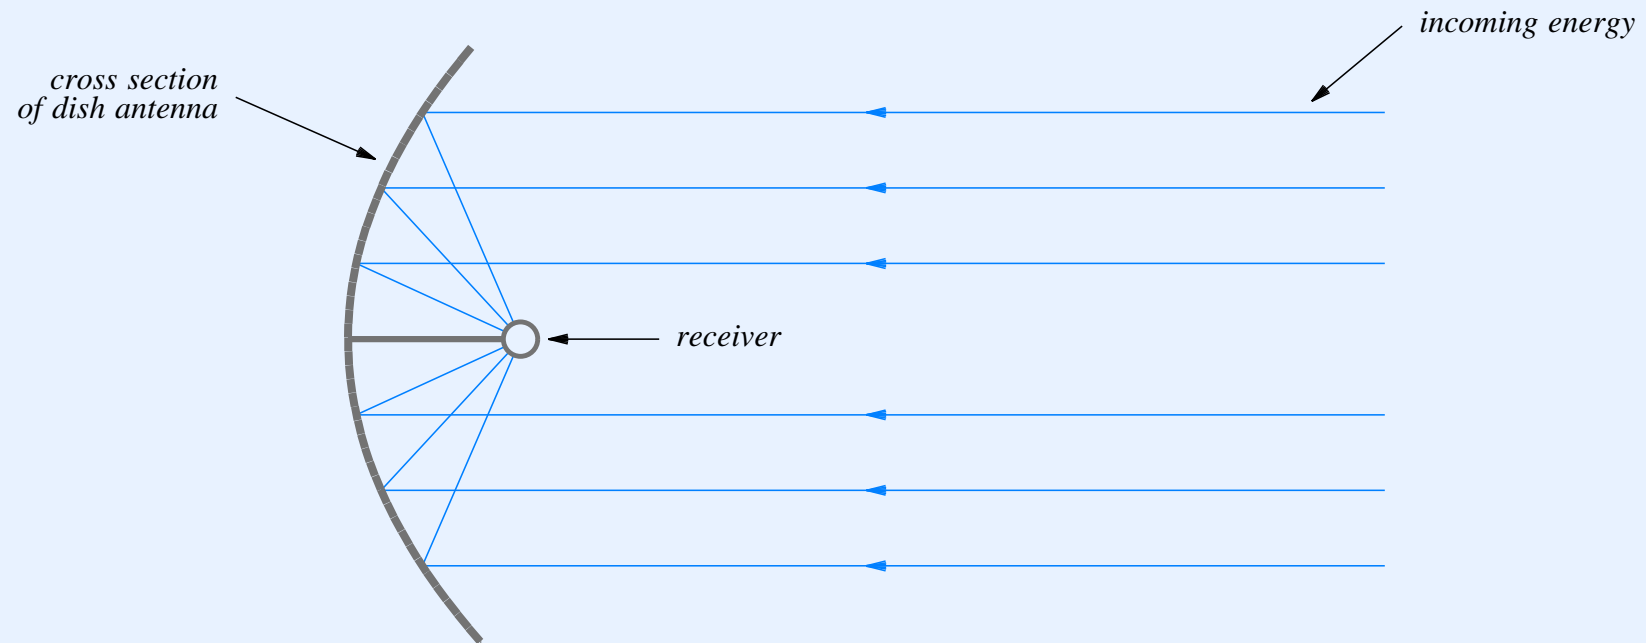 incoming energy
cross section
of dish antenna
receiver